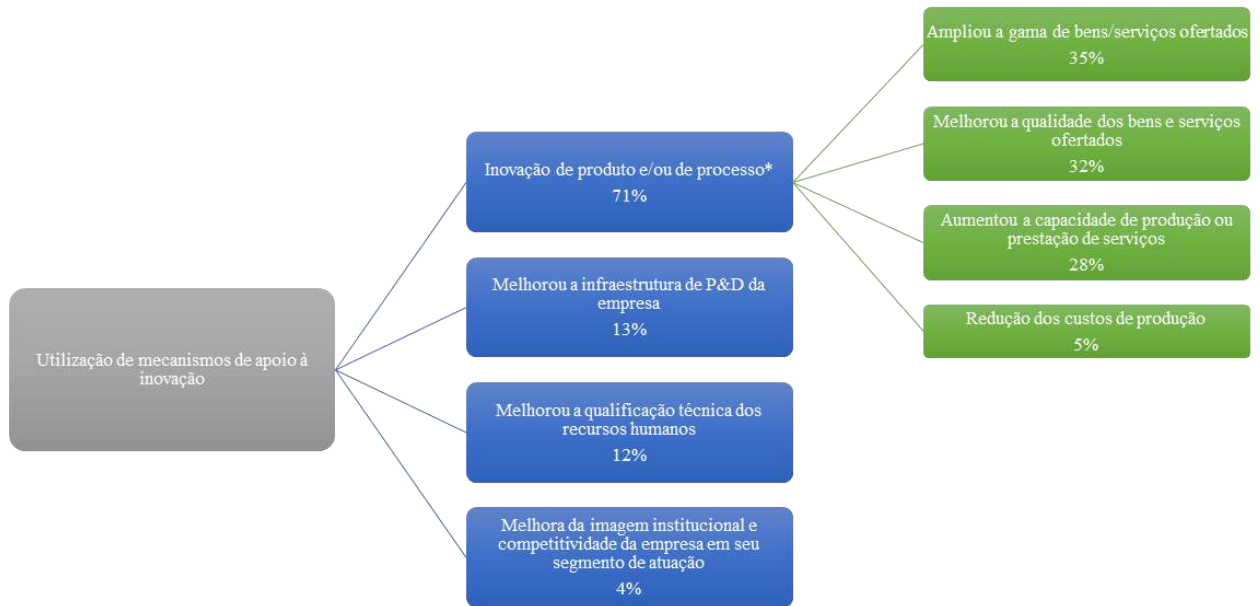 Utilização de mecanismos de apoio à
inovação
Inovação de produto e/ou de processo*
71%
Melhorou a infraestrutura de P&D da
empresa
13%
Melhorou a qualificação técnica dos
recursos humanos
12%
Melhora da imagem institucional e
competitividade da empresa em seu
segmento de atuação
4%
Ampliou a gama de bens/serviços ofertados
35%
Melhorou a qualidade dos bens e serviços
ofertados
32%
Aumentou a capacidade de produção ou
prestação de serviços
28%
Redução dos custos de produção
5%